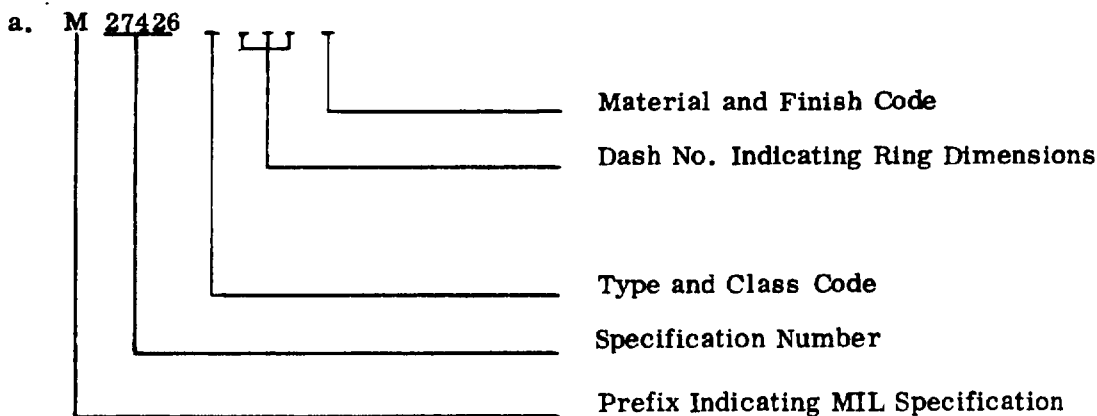 a. M 27426
Material and Finish Code
Dash No. Indicating Ring Dimensions
Type and Class Code
Specification Number
Prefix Indicating MIL Specification